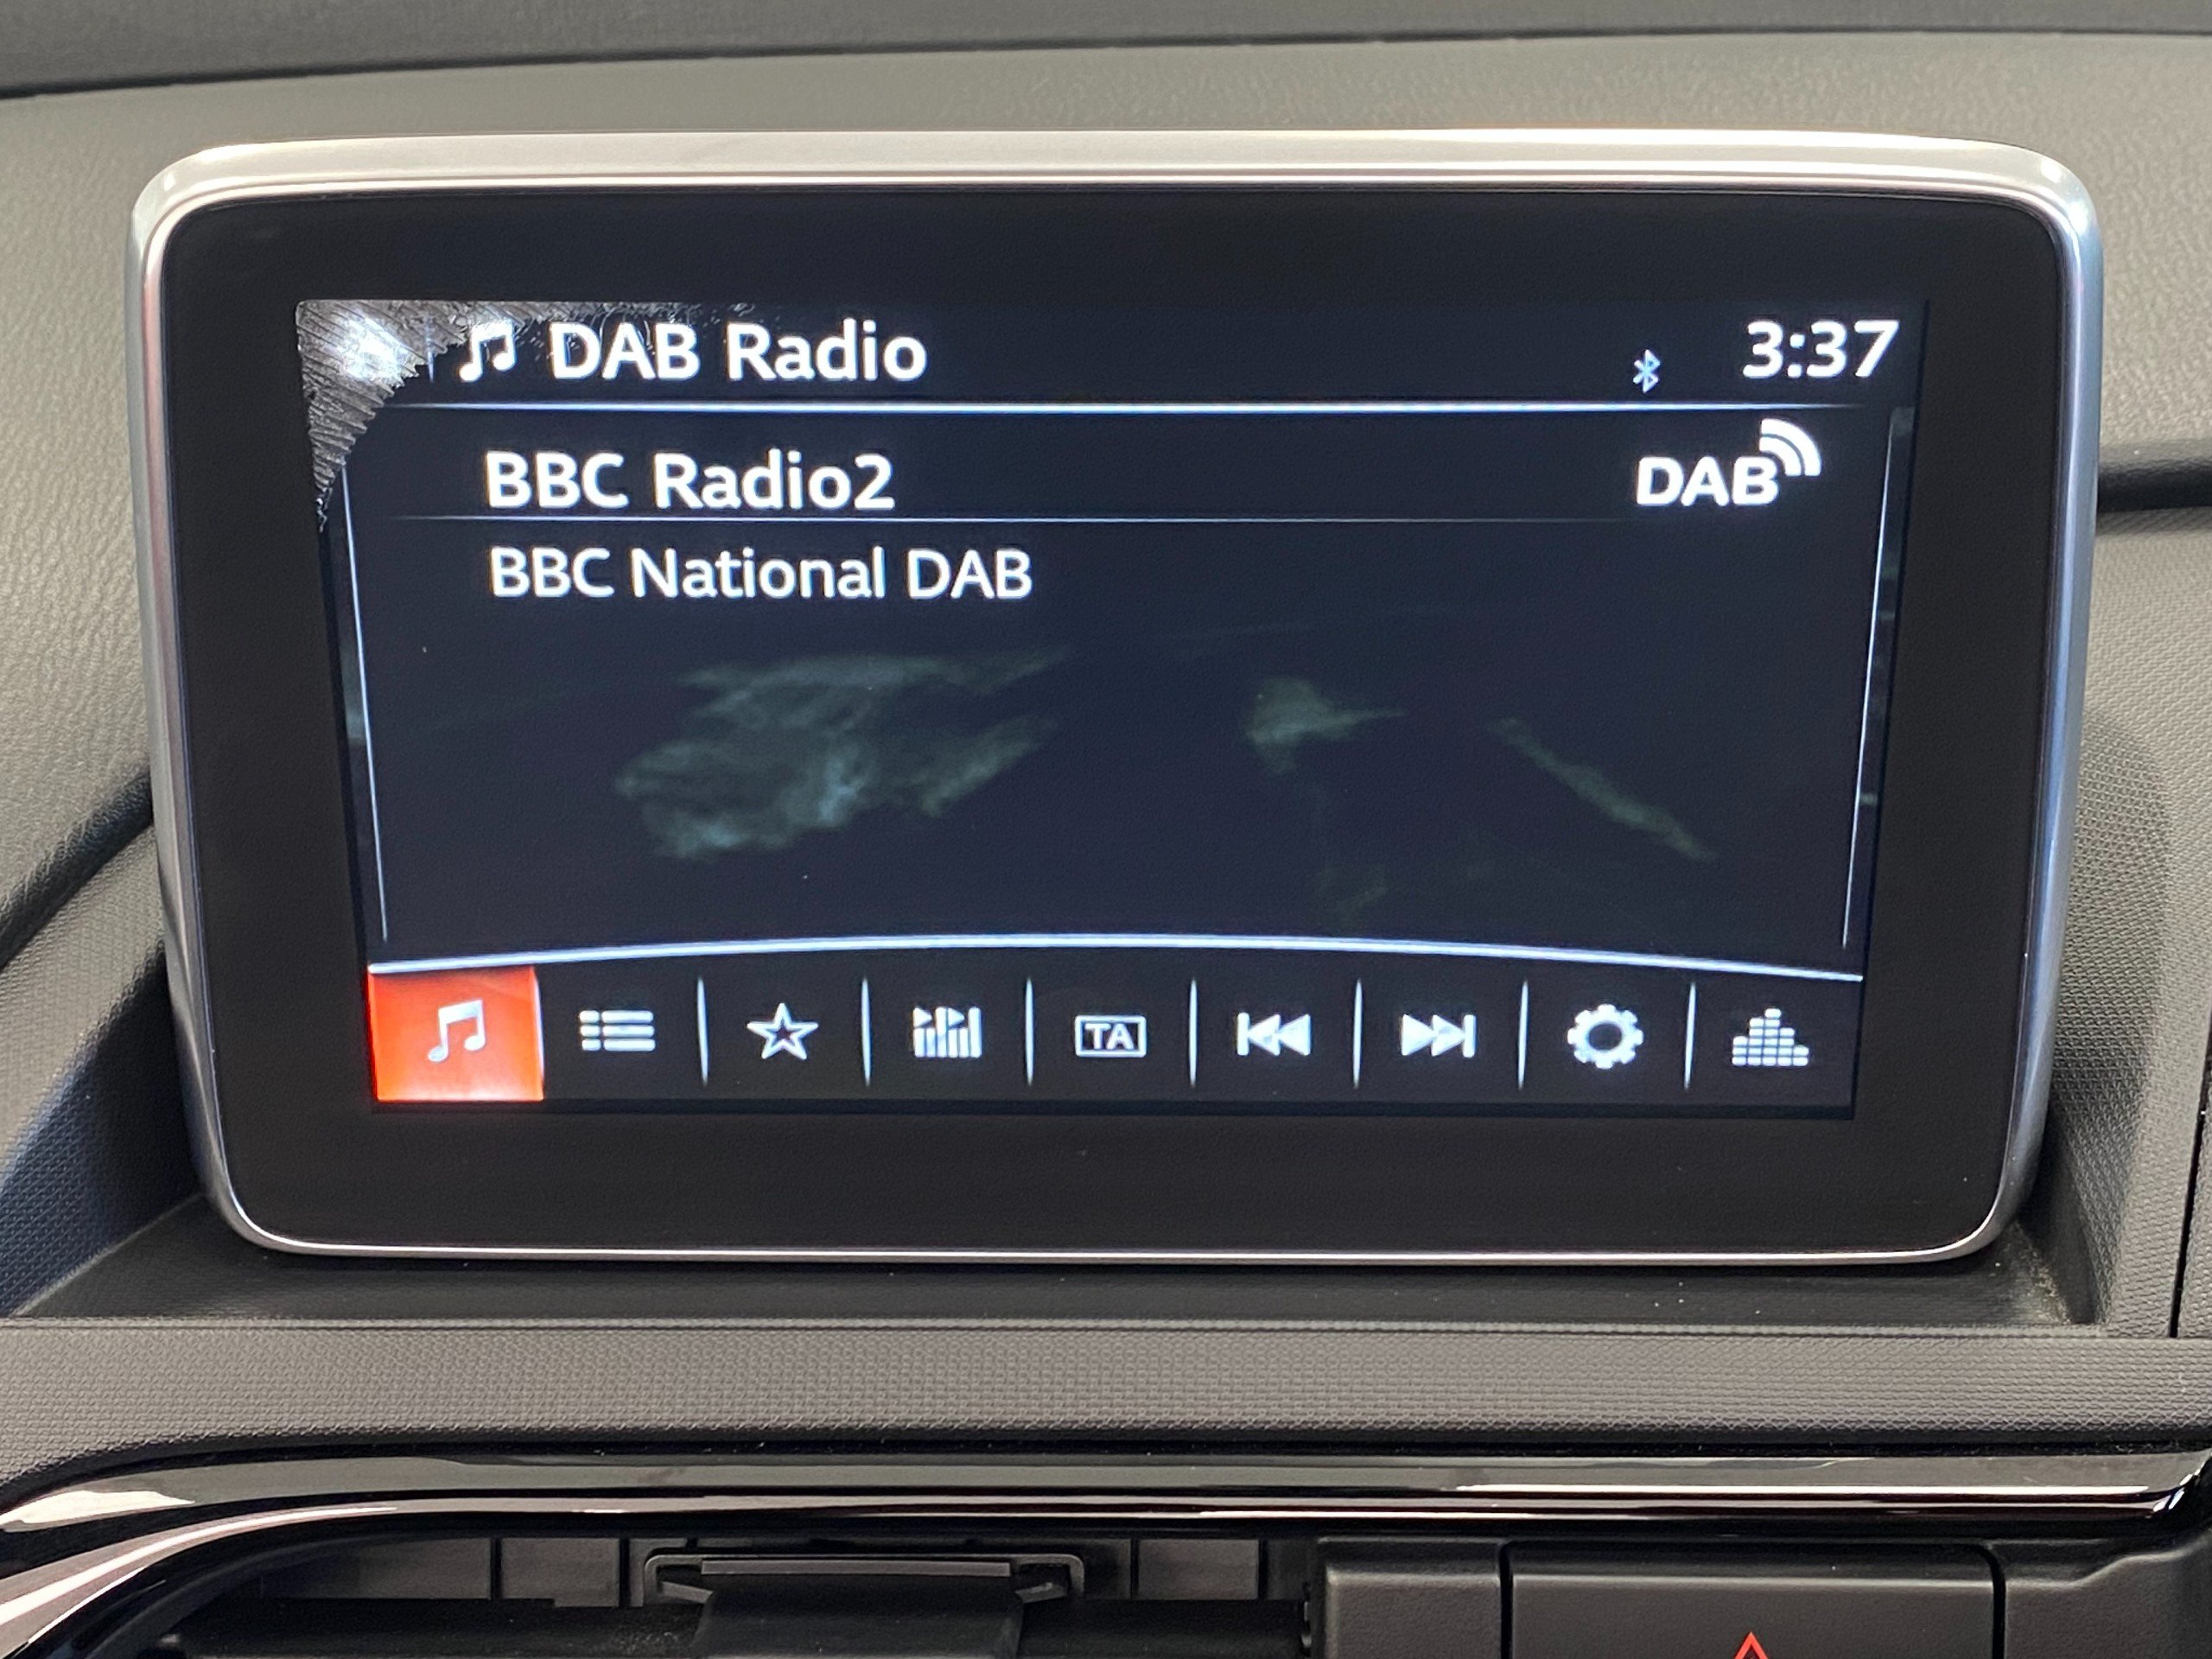 DAB Radio 3:37
BBC Radio2 DAB
BBC National DAB
TA